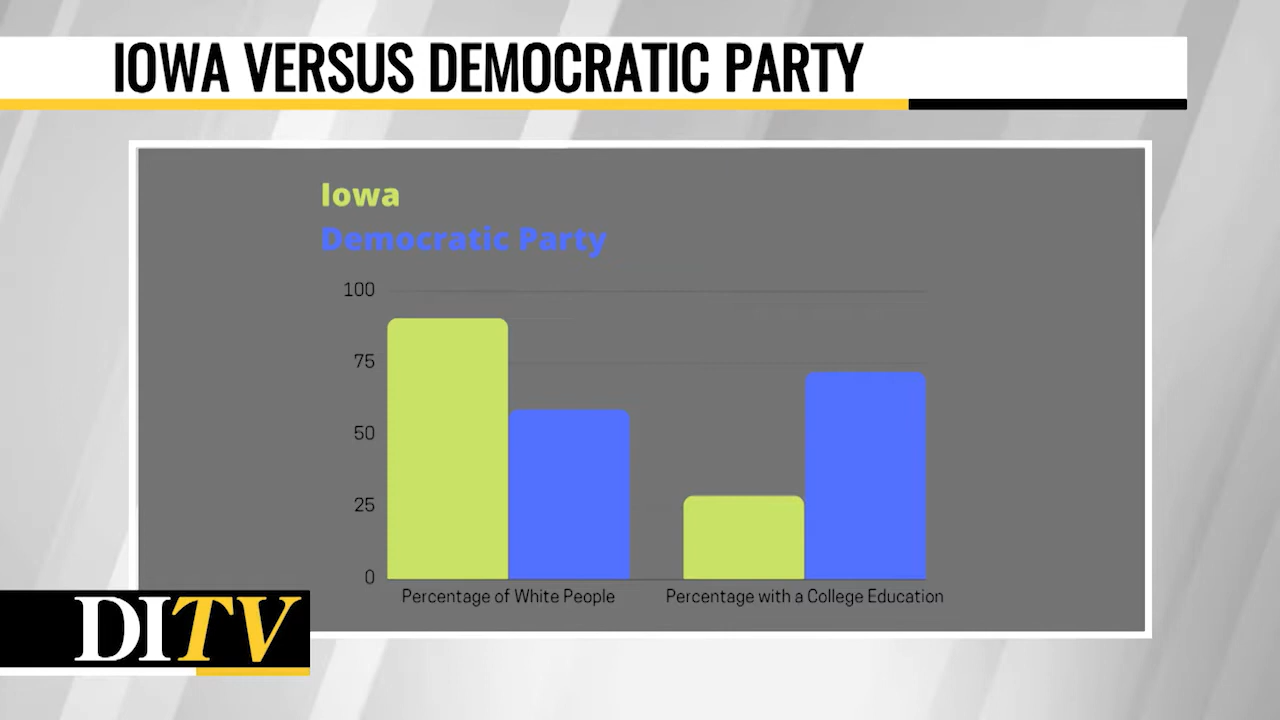 IOWA VERSUS DEMOCRATIC PARTY
Iowa
Democratic Party
100
75
50
25
0
Percentage of White People
Percentage with a College Education
DITV